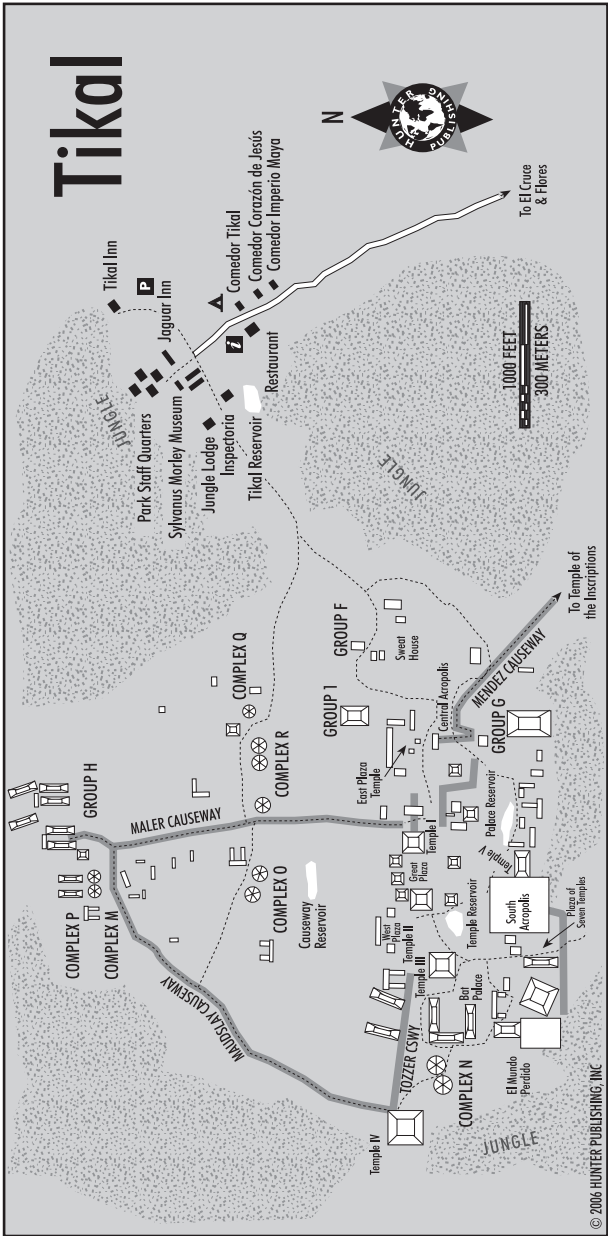 Tikal
N
HUNTER
PUBLISHING
Tikal Inn
P
Jaguar Inn
Comedor Tikal
Comedor Corazón de Jesús
Comedor Imperio Maya
i
Restaurant
To El Cruce
& Flores
JUNGLE
Park Staff Quarters
Sylvanus Morley Museum
Jungle Lodge
Inspectoria
Tikal Reservoir
JUNGLE
1000 FEET
300 METERS
GROUP H
COMPLEX P
COMPLEX M
MALER CAUSEWAY
MAUDSLAY CAUSEWAY
COMPLEX Q
COMPLEX R
COMPLEX O
Causeway
Reservoir
GROUP F
Sweat
House
GROUP 1
East Plaza
Temple
Central Acropolis
MENDEZ CAUSEWAY
To Temple of
the Inscriptions
GROUP G
Temple I
Great
Plaza
Palace Reservoir
Temple V
West
Plaza
Temple II
Temple III
Temple Reservoir
South
Acropolis
Plaza of
Seven Temples
TOZZER CSWY
Bat
Palace
COMPLEX N
El Mundo
Perdido
Temple IV
JUNGLE
© 2006 HUNTER PUBLISHING, INC